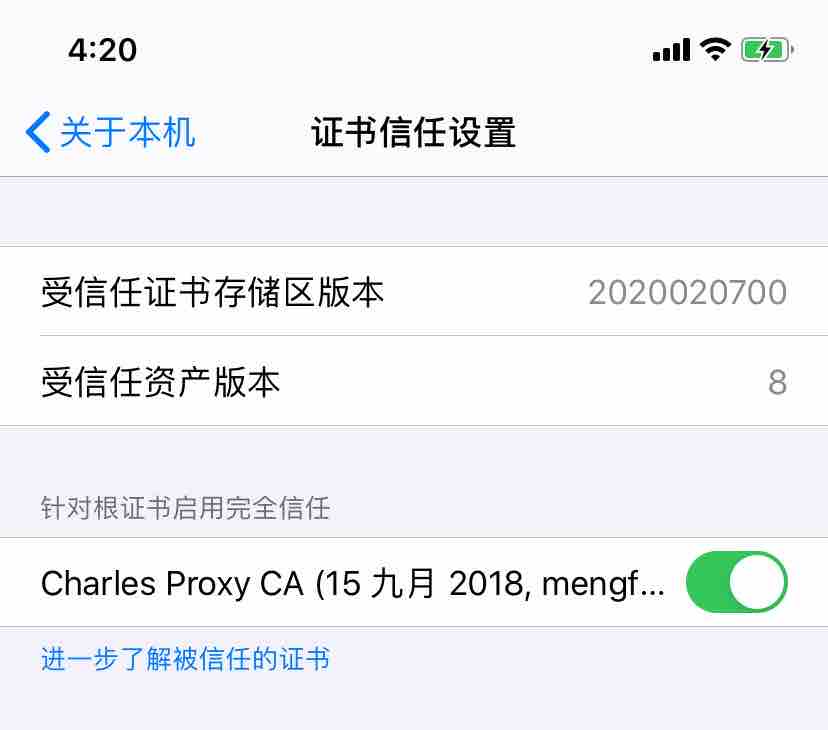 4:20
关于本机
证书信任设置
受信任证书存储区版本 2020020700
受信任资产版本 8
针对根证书启用完全信任
Charles Proxy CA (15 九月 2018, mengf...
进一步了解被信任的证书